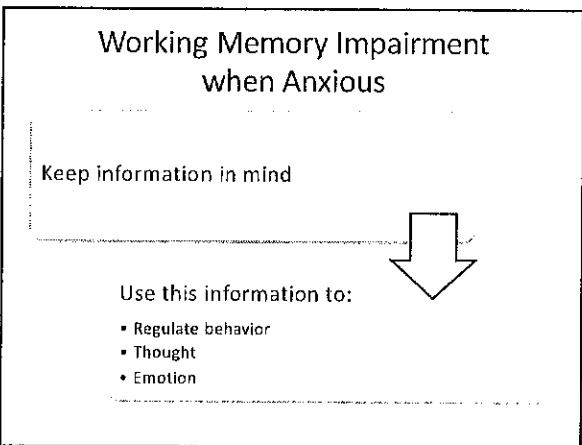 Working Memory Impairment
when Anxious
Keep information in mind
Use this information to:
▪ Regulate behavior
▪ Thought
• Emotion